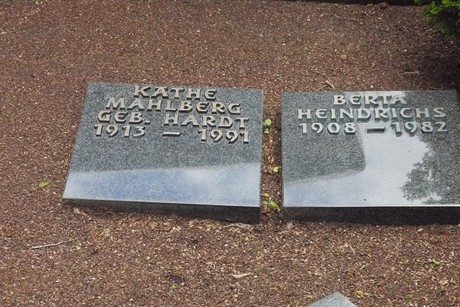 KÄTHE
MAHLBERG
GEB. HARDT
1913 — 1991
BERTA
HEINDRICHS
1908 — 1982